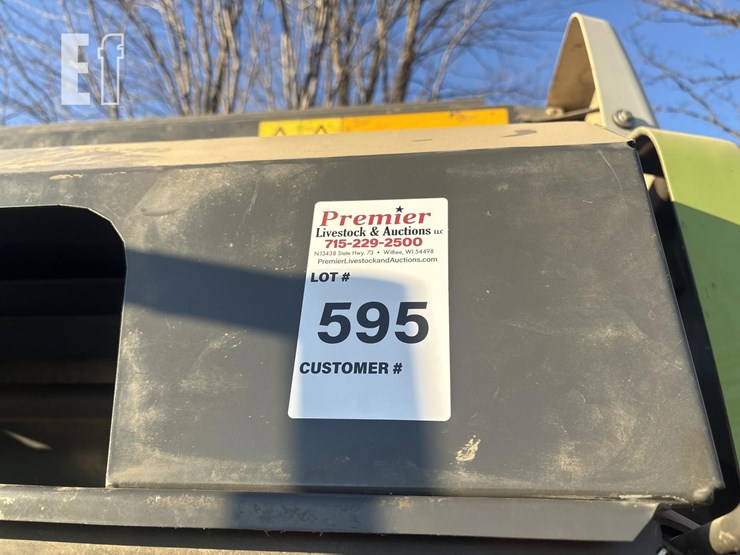 Ef
Premier
Livestock & Auctions LLC
715-229-2500
N13438 State Hwy. 73 • Withee, WI 54498
PremierLivestockandAuctions.com
LOT #
595
CUSTOMER #